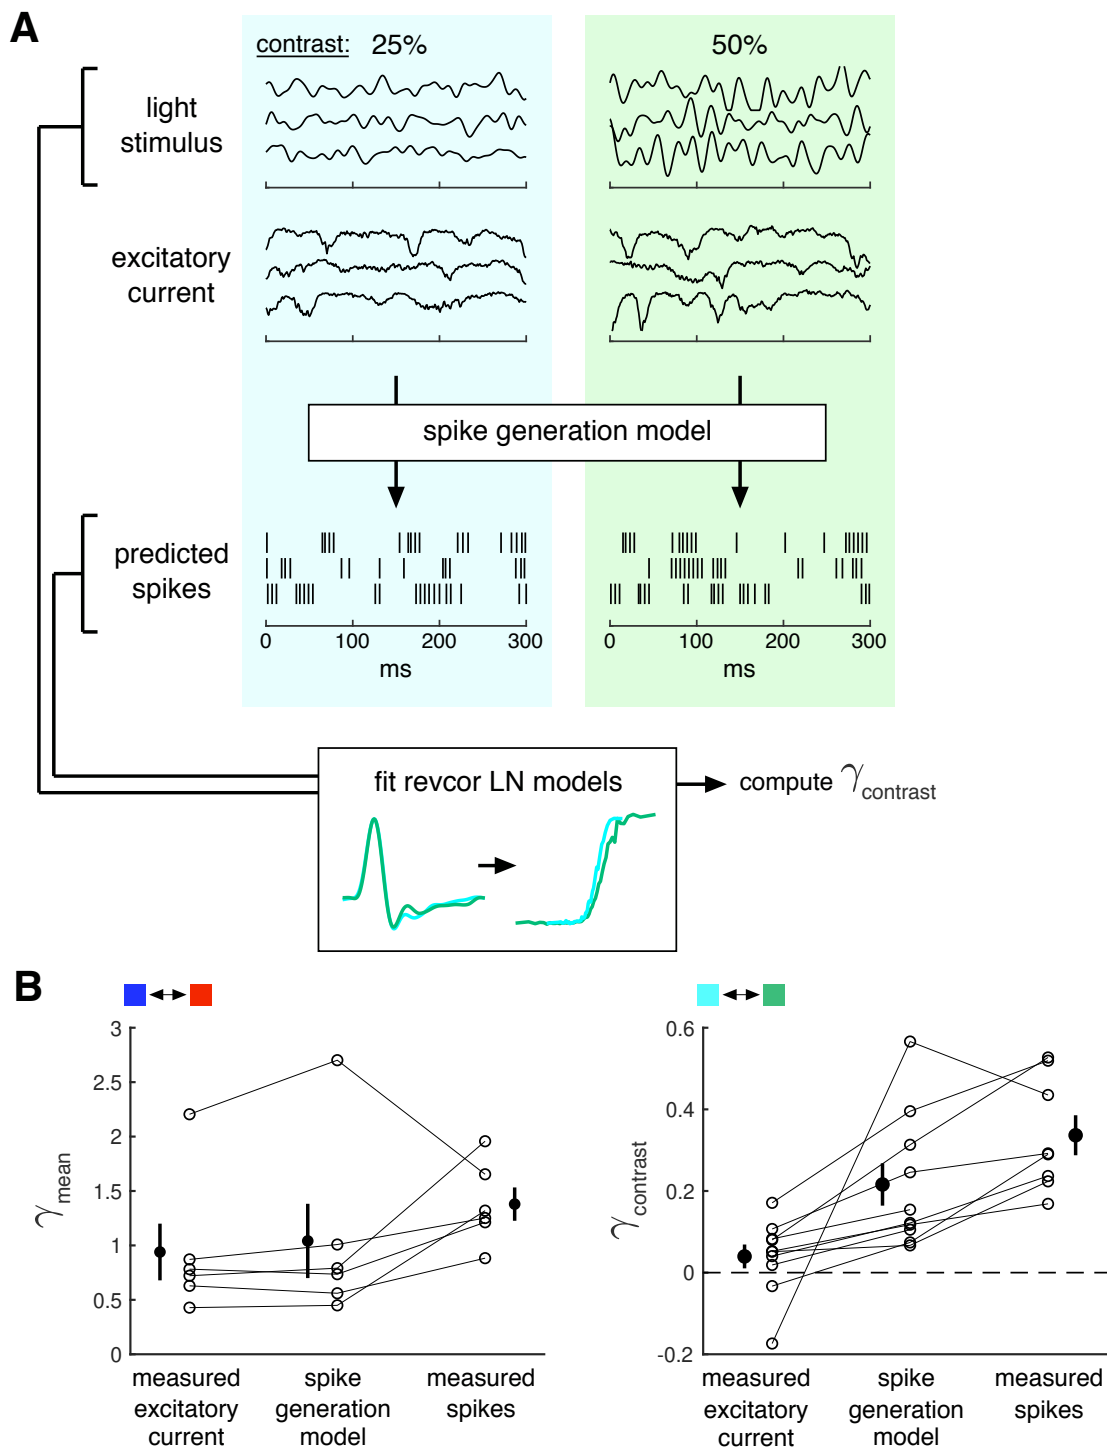 A
contrast: 25%
50%
light
stimulus
excitatory
current
spike generation model
predicted
spikes
0 100 200 300
ms
0 100 200 300
ms
fit revcor LN models
compute γcontrast
B
3
2.5
2
1.5
1
0.5
0
γmean
measured
excitatory
current
spike
generation
model
measured
spikes
0.6
0.4
0.2
0
-0.2
γcontrast
measured
excitatory
current
spike
generation
model
measured
spikes